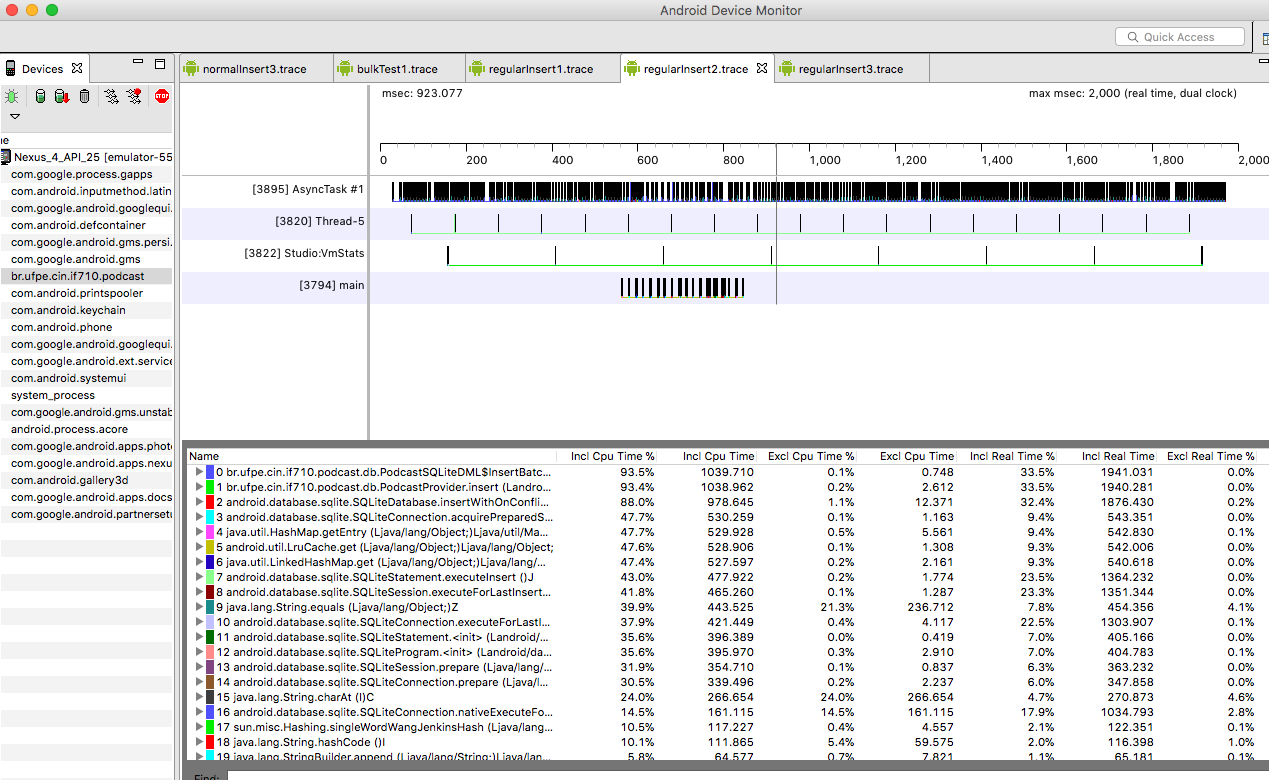 Android Device Monitor
Quick Access
Devices
normalInsert3.trace bulkTest1.trace regularInsert1.trace regularInsert2.trace regularInsert3.trace
msec: 923.077 max msec: 2,000 (real time, dual clock)
0 200 400 600 800 1,000 1,200 1,400 1,600 1,800 2,000
[3895] AsyncTask #1
[3820] Thread-5
[3822] Studio:VmStats
[3794] main
STOP
Nexus_4_API_25 [emulator-55
com.google.process.gapps
com.android.inputmethod.latin
com.google.android.googlequi.
com.android.defcontainer
com.google.android.gms.persi.
com.google.android.gms
br.ufpe.cin.if710.podcast
com.android.printspooler
com.android.keychain
com.android.phone
com.google.android.googlequi.
com.google.android.ext.service
com.android.systemui
system_process
com.google.android.gms.unstab
android.process.acore
com.google.android.apps.phot
com.google.android.apps.nexu
com.android.gallery3d
com.google.android.apps.docs
com.google.android.partnersetu
Name Incl Cpu Time % Incl Cpu Time Excl Cpu Time % Excl Cpu Time Incl Real Time % Incl Real Time Excl Real Time %
0 br.ufpe.cin.if710.podcast.db.PodcastSQLiteDML$InsertBatc... 93.5% 1039.710 0.1% 0.748 33.5% 1941.031 0.0%
1 br.ufpe.cin.if710.podcast.db.PodcastProvider.insert (Landro... 93.4% 1038.962 0.2% 2.612 33.5% 1940.281 0.0%
2 android.database.sqlite.SQLiteDatabase.insertWithOnConfli... 88.0% 978.645 1.1% 12.371 32.4% 1876.430 0.2%
3 android.database.sqlite.SQLiteConnection.acquirePreparedS... 47.7% 530.259 0.1% 1.163 9.4% 543.351 0.0%
4 java.util.HashMap.getEntry (Ljava/lang/Object;)Ljava/util/Ma... 47.7% 529.928 0.5% 5.561 9.4% 542.830 0.1%
5 android.util.LruCache.get (Ljava/lang/Object;)Ljava/lang/Object; 47.6% 528.906 0.1% 1.308 9.3% 542.006 0.0%
6 java.util.LinkedHashMap.get (Ljava/lang/Object;)Ljava/lang/... 47.4% 527.597 0.2% 2.161 9.3% 540.618 0.0%
7 android.database.sqlite.SQLiteStatement.executeInsert ()J 43.0% 477.922 0.2% 1.774 23.5% 1364.232 0.0%
8 android.database.sqlite.SQLiteSession.executeForLastInsert... 41.8% 465.260 0.1% 1.287 23.3% 1351.344 0.0%
9 java.lang.String.equals (Ljava/lang/Object;)Z 39.9% 443.525 21.3% 236.712 7.8% 454.356 4.1%
10 android.database.sqlite.SQLiteConnection.executeForLastI... 37.9% 421.449 0.4% 4.117 22.5% 1303.907 0.1%
11 android.database.sqlite.SQLiteStatement.<init> (Landroid/... 35.6% 396.389 0.0% 0.419 7.0% 405.166 0.0%
12 android.database.sqlite.SQLiteProgram.<init> (Landroid/da... 35.6% 395.970 0.3% 2.910 7.0% 404.783 0.1%
13 android.database.sqlite.SQLiteSession.prepare (Ljava/lang/... 31.9% 354.710 0.1% 0.837 6.3% 363.232 0.0%
14 android.database.sqlite.SQLiteConnection.prepare (Ljava/l... 30.5% 339.496 0.2% 2.237 6.0% 347.858 0.0%
15 java.lang.String.charAt (I)C 24.0% 266.654 24.0% 266.654 4.7% 270.873 4.6%
16 android.database.sqlite.SQLiteConnection.nativeExecuteFo... 14.5% 161.115 14.5% 161.115 17.9% 1034.793 2.8%
17 sun.misc.Hashing.singleWordWangJenkinsHash (Ljava/lang... 10.5% 117.227 0.4% 4.557 2.1% 122.351 0.1%
18 java.lang.String.hashCode ()I 10.1% 111.865 5.4% 59.575 2.0% 116.398 1.0%
19 java.lang.StringBuilder.append (Ljava/lang/String;)Ljava/lan... 5.8% 64.577 0.7% 7.821 1.1% 65.181 0.1%
Find: